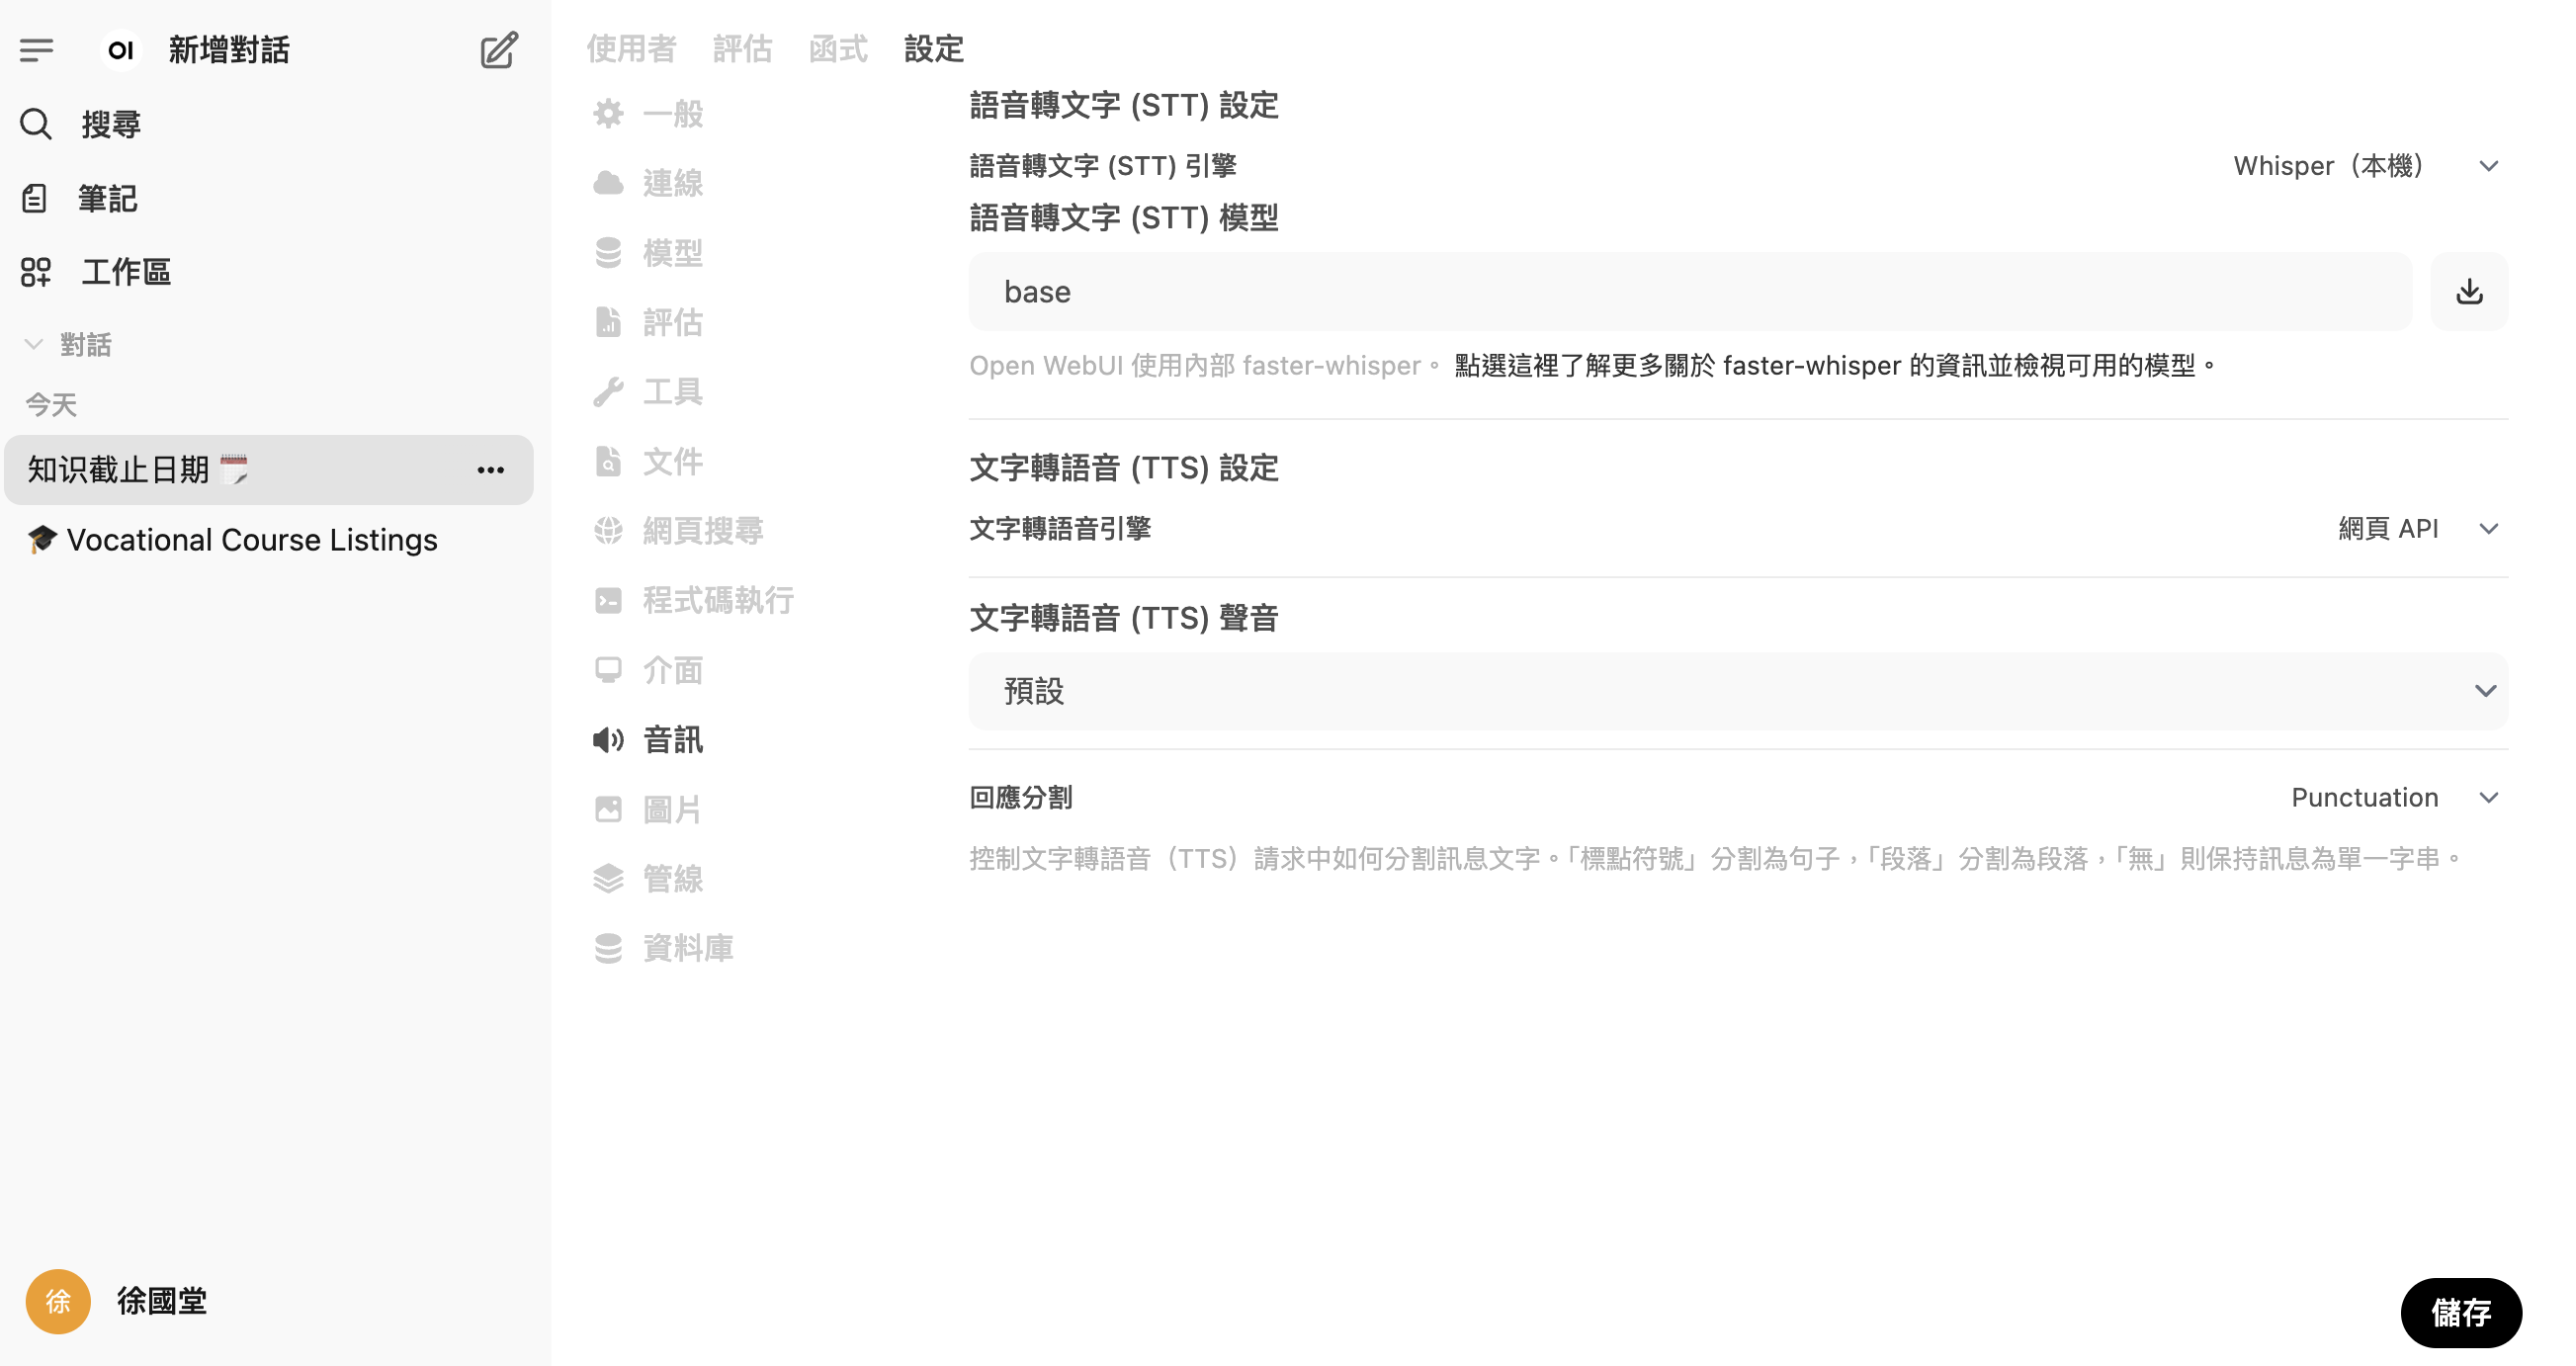 OI 新增對話
搜尋
筆記
工作區
對話
今天
知识截止日期
Vocational Course Listings
徐 徐國堂
使用者 評估 函式 設定
一般
連線
模型
評估
工具
文件
網頁搜尋
程式碼執行
介面
音訊
圖片
管線
資料庫
語音轉文字 (STT) 設定
語音轉文字 (STT) 引擎 Whisper（本機）
語音轉文字 (STT) 模型
base
Open WebUI 使用內部 faster-whisper。 點選這裡了解更多關於 faster-whisper 的資訊並檢視可用的模型。
文字轉語音 (TTS) 設定
文字轉語音引擎 網頁 API
文字轉語音 (TTS) 聲音
預設
回應分割 Punctuation
控制文字轉語音（TTS）請求中如何分割訊息文字。「標點符號」分割為句子，「段落」分割為段落，「無」則保持訊息為單一字串。
儲存